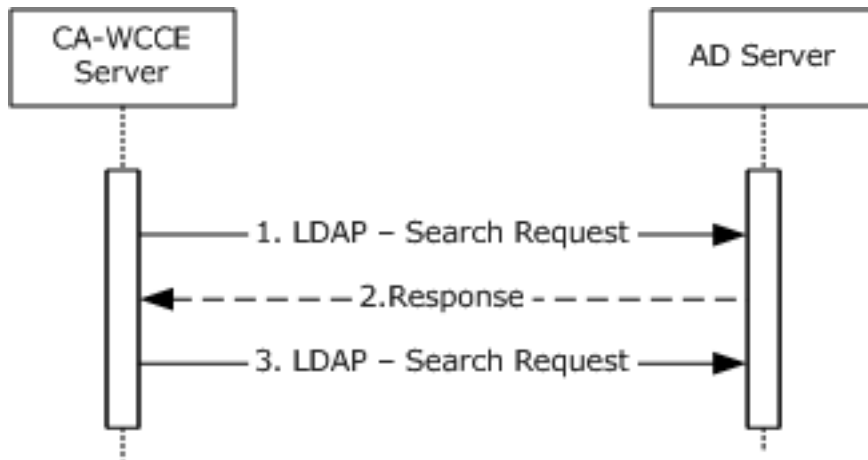 CA-WCCE
Server
AD Server
1. LDAP – Search Request
2.Response
3. LDAP – Search Request